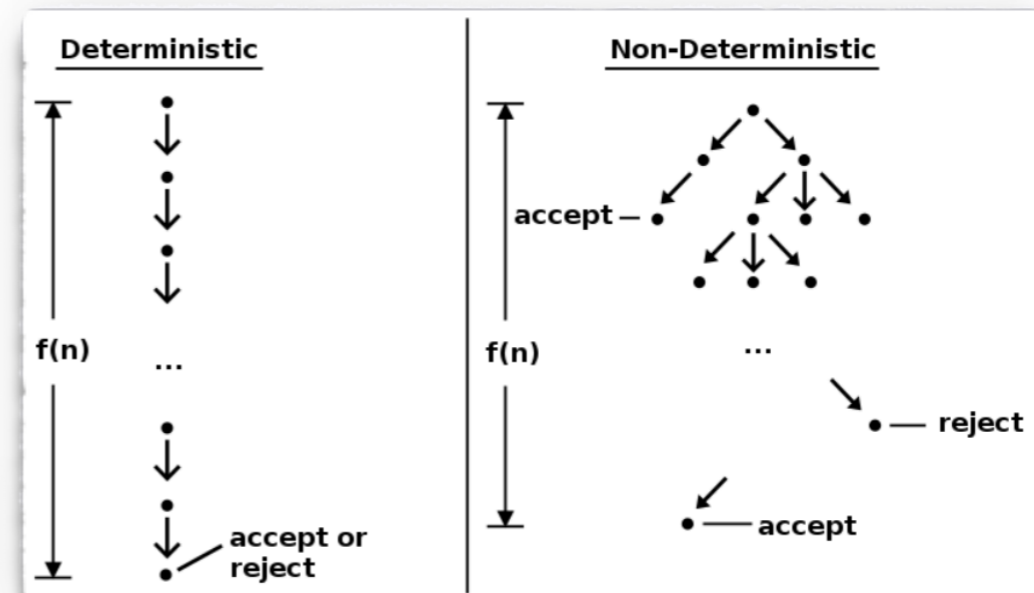 Deterministic
f(n)
...
accept or
reject
Non-Deterministic
accept
f(n)
...
reject
accept